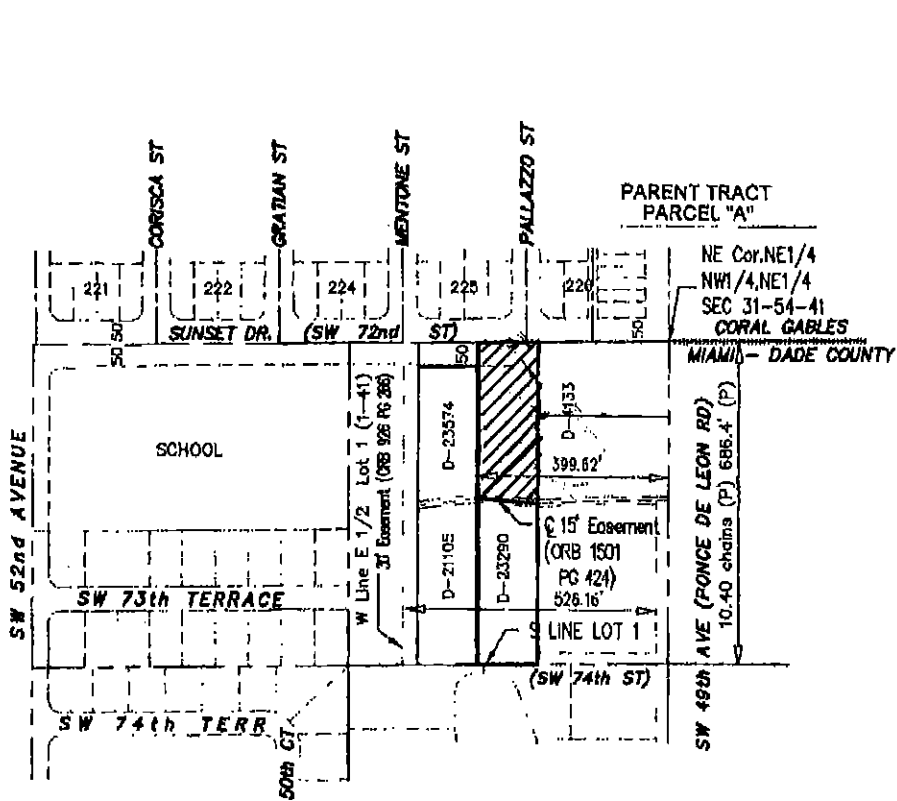 CORISCA ST
GRATIAN ST
MENTONE ST
PALLAZZO ST
PARENT TRACT
PARCEL "A"
NE Cor.NE1/4
NW1/4,NE1/4
SEC 31-54-41
CORAL GABLES
MIAMI - DADE COUNTY
221
222
224
225
226
50
50
50
50
SUNSET DR. (SW 72nd ST)
SW 52nd AVENUE
SCHOOL
W Line E 1/2 Lot 1 (1-41)
Easement (ORB 926 PG 266)
D-23574
D-21105
D-23290
399.62'
15' Easement
(ORB 1501
PG 424)
526.16'
LINE LOT 1
(SW 74th ST)
SW 73th TERRACE
SW 74th TERR
50th CT
SW 49th AVE (PONCE DE LEON RD)
10.40 chains (P) 686.4' (P)